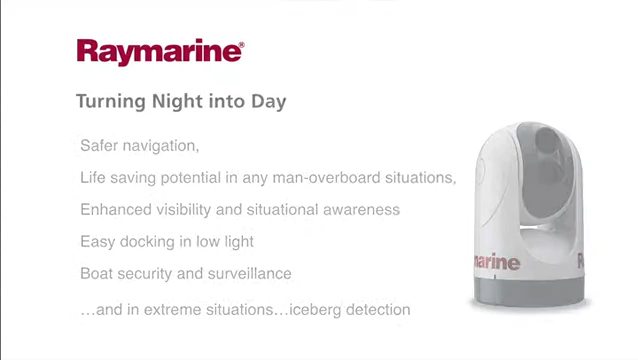 Raymarine®
Turning Night into Day
Safer navigation,
Life saving potential in any man-overboard situations,
Enhanced visibility and situational awareness
Easy docking in low light
Boat security and surveillance
…and in extreme situations…iceberg detection
marine
R